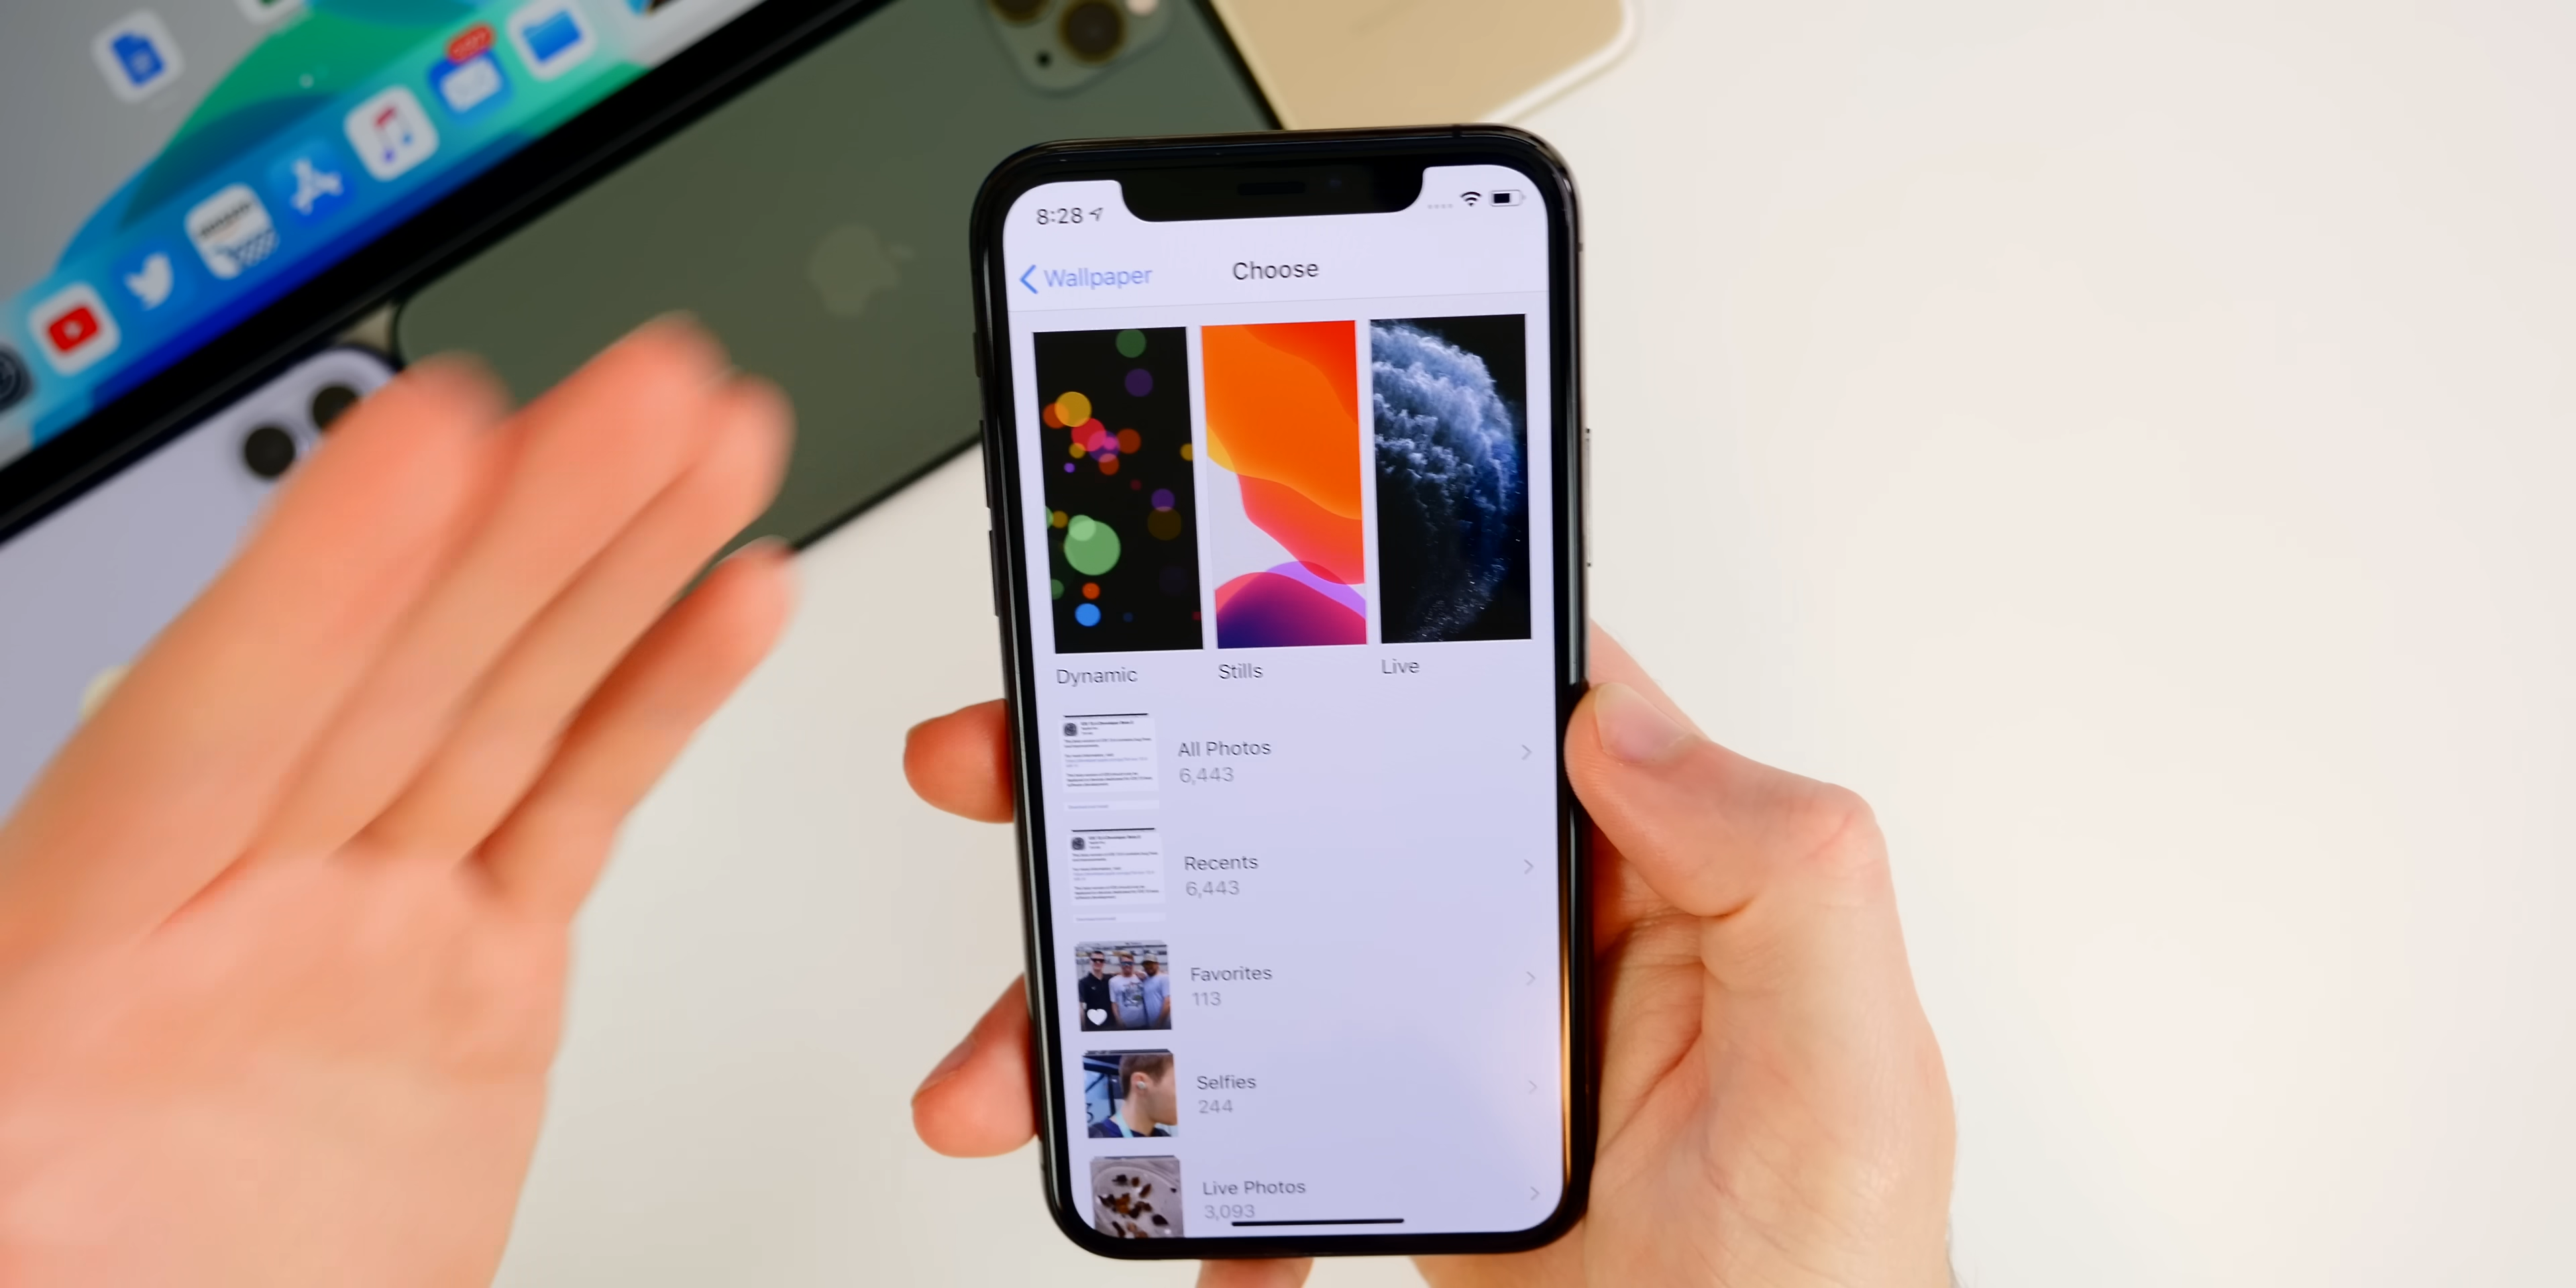 8:28
Wallpaper
Choose
Dynamic
Stills
Live
All Photos
6,443
Recents
6,443
Favorites
113
Selfies
244
Live Photos
3,093